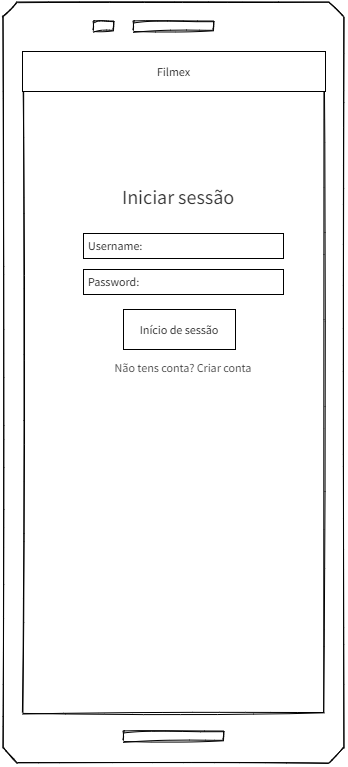 Filmex
Iniciar sessão
Username:
Password:
Início de sessão
Não tens conta? Criar conta